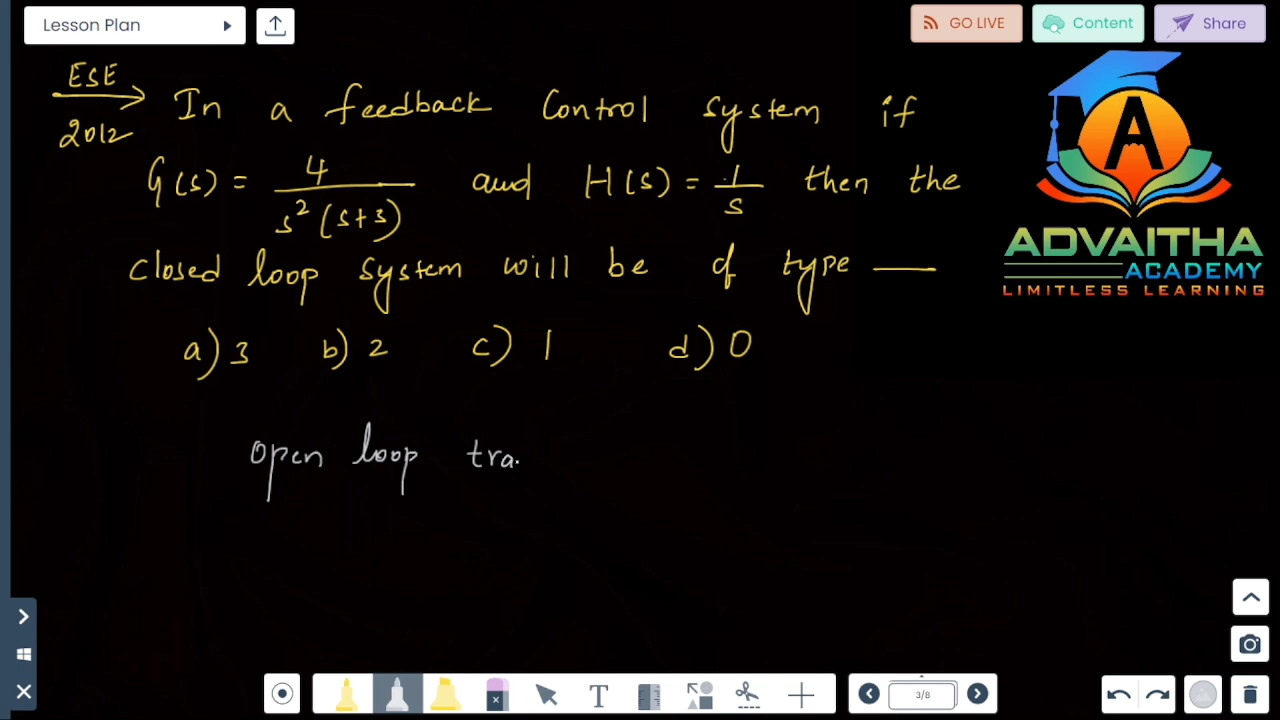 Lesson Plan
GO LIVE
Content
Share
ESE
2012
In a feedback control system if
G(s) = 4 / s²(s+3) and H(s) = 1/s then the
closed loop system will be of type __
a) 3 b) 2 c) 1 d) 0
open loop tra
A
ADVAITHA
ACADEMY
LIMITLESS LEARNING
T
3/8